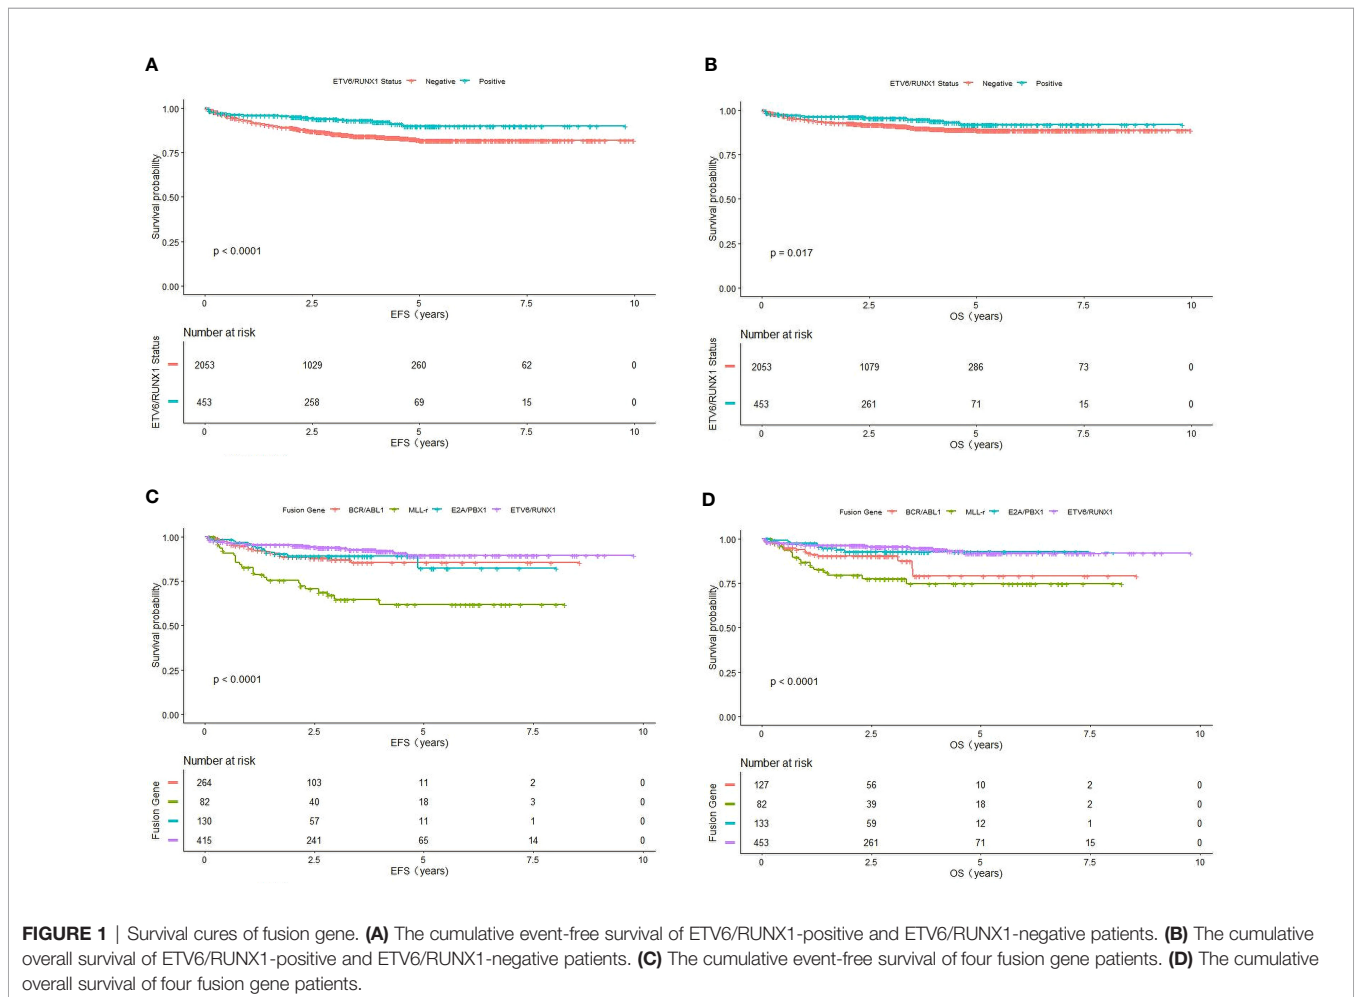 A
ETV6/RUNX1 Status Negative Positive
Survival probability
1.00
0.75
0.50
0.25
0.00
p < 0.0001
0 2.5 5 7.5 10
EFS (years)
Number at risk
ETV6/RUNX1 Status
2053 1029 260 62 0
453 258 69 15 0
0 2.5 5 7.5 10
EFS (years)
B
ETV6/RUNX1 Status Negative Positive
Survival probability
1.00
0.75
0.50
0.25
0.00
p = 0.017
0 2.5 5 7.5 10
OS (years)
Number at risk
ETV6/RUNX1 Status
2053 1079 286 73 0
453 261 71 15 0
0 2.5 5 7.5 10
OS (years)
C
Fusion Gene BCR/ABL1 MLL-r E2A/PBX1 ETV6/RUNX1
Survival probability
1.00
0.75
0.50
0.25
0.00
p < 0.0001
0 2.5 5 7.5 10
EFS (years)
Number at risk
Fusion Gene
264 103 11 2 0
82 40 18 3 0
130 57 11 1 0
415 241 65 14 0
0 2.5 5 7.5 10
EFS (years)
D
Fusion Gene BCR/ABL1 MLL-r E2A/PBX1 ETV6/RUNX1
Survival probability
1.00
0.75
0.50
0.25
0.00
p < 0.0001
0 2.5 5 7.5 10
OS (years)
Number at risk
Fusion Gene
127 56 10 2 0
82 39 18 2 0
133 59 12 1 0
453 261 71 15 0
0 2.5 5 7.5 10
OS (years)
FIGURE 1 | Survival cures of fusion gene. (A) The cumulative event-free survival of ETV6/RUNX1-positive and ETV6/RUNX1-negative patients. (B) The cumulative
overall survival of ETV6/RUNX1-positive and ETV6/RUNX1-negative patients. (C) The cumulative event-free survival of four fusion gene patients. (D) The cumulative
overall survival of four fusion gene patients.